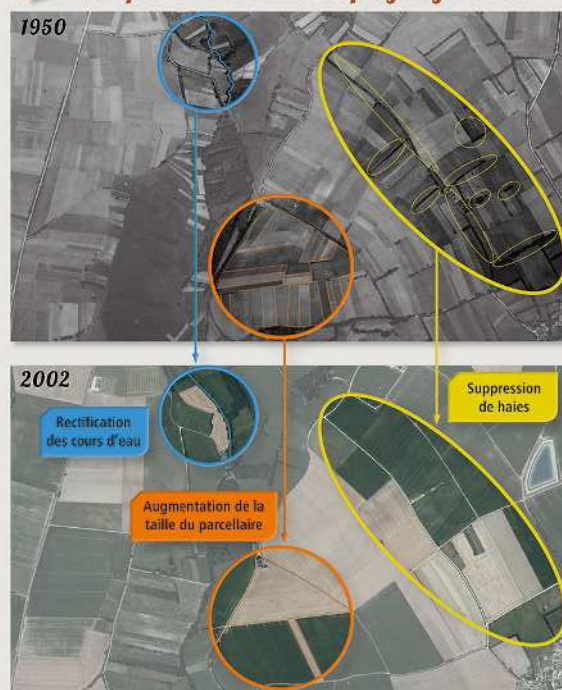 1950
2002
Rectification
des cours d'eau
Suppression
de haies
Augmentation de la
taille du parcellaire